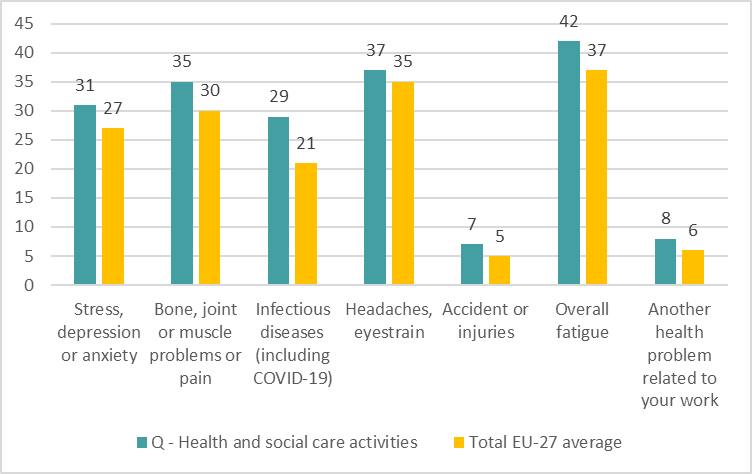 45
40
35
30
25
20
15
10
5
0
31
27
35
30
29
21
37
35
7
5
42
37
8
6
Stress,
depression
or anxiety
Bone, joint
or muscle
problems or
pain
Infectious
diseases
(including
COVID-19)
Headaches,
eyestrain
Accident or
injuries
Overall
fatigue
Another
health
problem
related to
your work
Q - Health and social care activities
Total EU-27 average